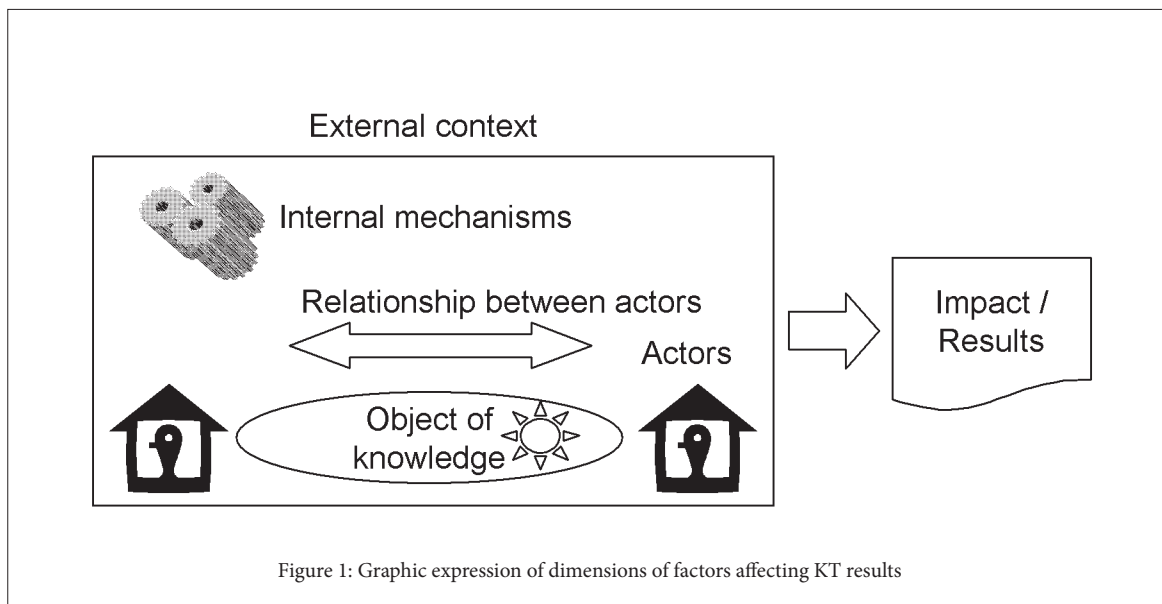 External context
Internal mechanisms
Relationship between actors
Actors
Object of
knowledge
Impact /
Results
Figure 1: Graphic expression of dimensions of factors affecting KT results